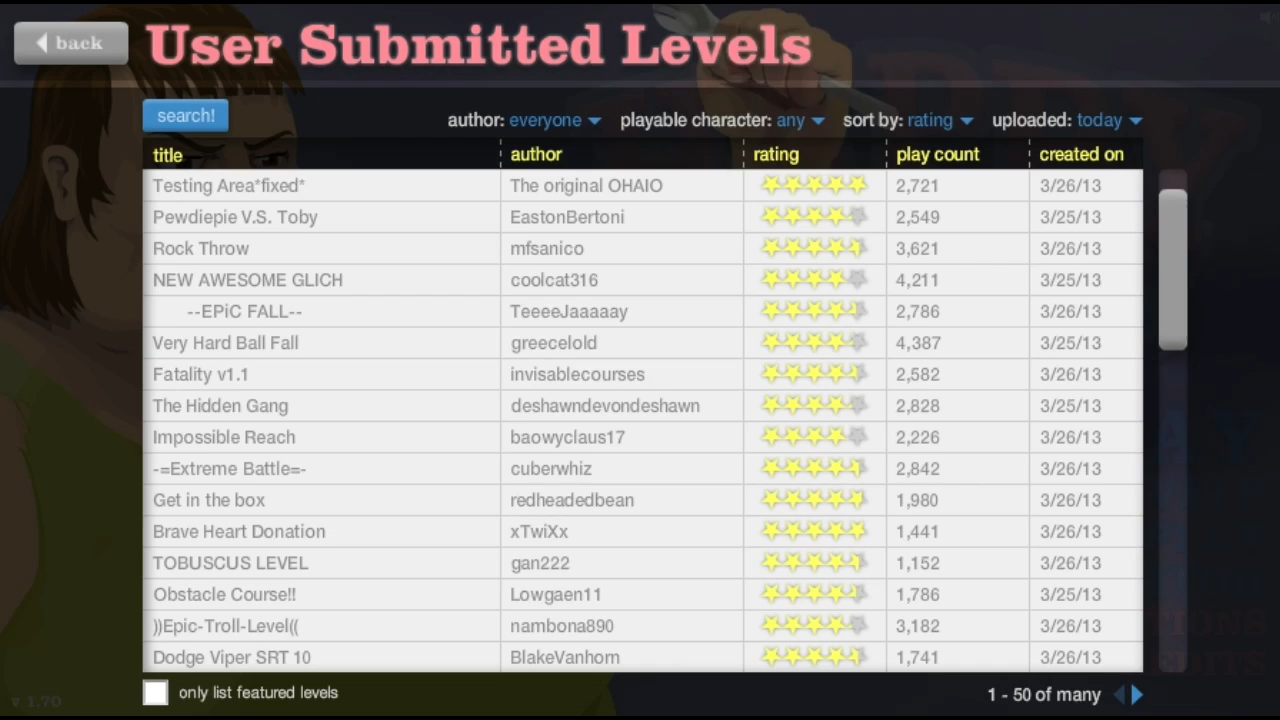 back
User Submitted Levels
search!
author: everyone playable character: any sort by: rating uploaded: today
title author rating play count created on
Testing Area*fixed* The original OHAIO 2,721 3/26/13
Pewdiepie V.S. Toby EastonBertoni 2,549 3/25/13
Rock Throw mfsanico 3,621 3/26/13
NEW AWESOME GLICH coolcat316 4,211 3/25/13
--EPiC FALL-- TeeeeJaaaaay 2,786 3/26/13
Very Hard Ball Fall greecelold 4,387 3/25/13
Fatality v1.1 invisablecourses 2,582 3/26/13
The Hidden Gang deshawndevondeshawn 2,828 3/25/13
Impossible Reach baowyclaus17 2,226 3/26/13
-=Extreme Battle=- cuberwhiz 2,842 3/26/13
Get in the box redheadedbean 1,980 3/26/13
Brave Heart Donation xTwiXx 1,441 3/26/13
TOBUSCUS LEVEL gan222 1,152 3/26/13
Obstacle Course!! Lowgaen11 1,786 3/25/13
))Epic-Troll-Level(( nambona890 3,182 3/26/13
Dodge Viper SRT 10 BlakeVanhorn 1,741 3/26/13
only list featured levels 1 - 50 of many
v 1.70